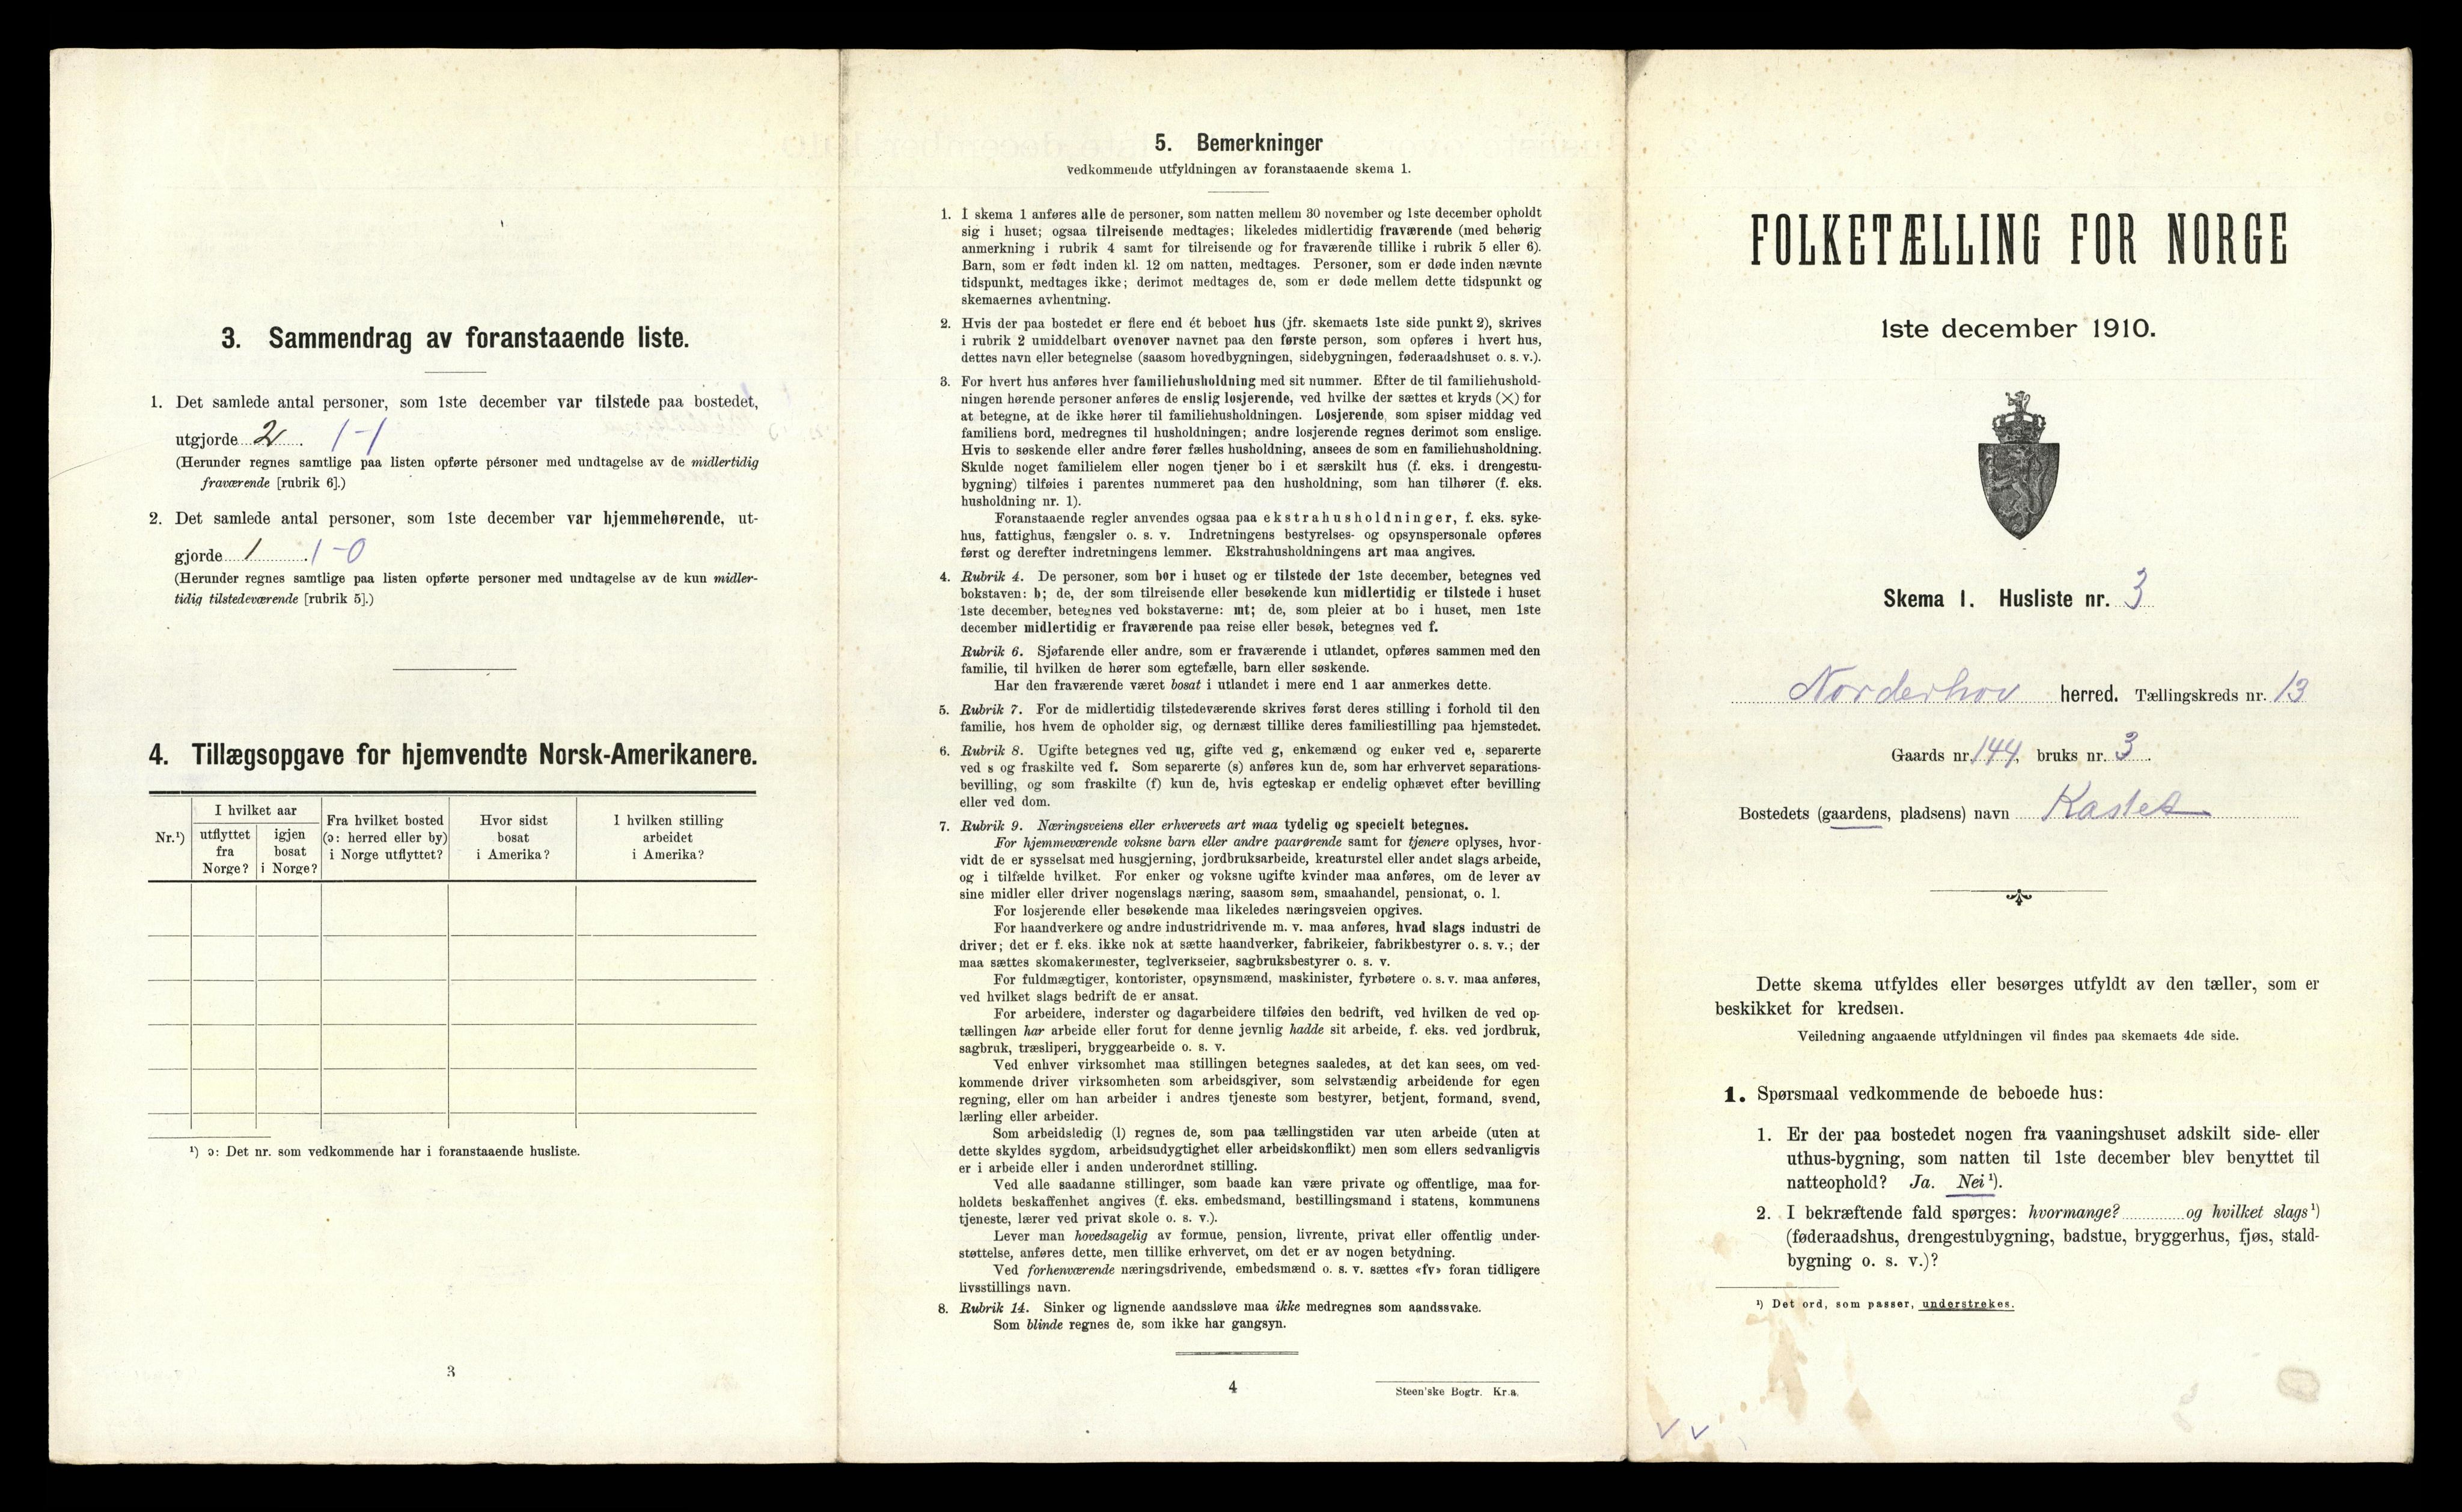 3. Sammendrag av foranstaaende liste.
1. Det samlede antal personer, som 1ste december var tilstede paa bostedet,
utgjorde 2. 1-1
(Herunder regnes samtlige paa listen opførte personer med undtagelse av de midlertidig
fraværende [rubrik 6].)
2. Det samlede antal personer, som 1ste december var hjemmehørende, ut-
gjorde 1. 1-0
(Herunder regnes samtlige paa listen opførte personer med undtagelse av de kun midler-
tidig tilstedeværende [rubrik 5].)
4. Tillægsopgave for hjemvendte Norsk-Amerikanere.
Nr.¹)
I hvilket aar
utflyttet
fra
Norge?
igjen
bosat
i Norge?
Fra hvilket bosted
(ɔ: herred eller by)
i Norge utflyttet?
Hvor sidst
bosat
i Amerika?
I hvilken stilling
arbeidet
i Amerika?
¹) ɔ: Det nr. som vedkommende har i foranstaaende husliste.
3
5. Bemerkninger
vedkommende utfyldningen av foranstaaende skema 1.
1. I skema 1 anføres alle de personer, som natten mellem 30 november og 1ste december opholdt
sig i huset; ogsaa tilreisende medtages; likeledes midlertidig fraværende (med behørig
anmerkning i rubrik 4 samt for tilreisende og for fraværende tillike i rubrik 5 eller 6).
Barn, som er født inden kl. 12 om natten, medtages. Personer, som er døde inden nævnte
tidspunkt, medtages ikke; derimot medtages de, som er døde mellem dette tidspunkt og
skemaernes avhentning.
2. Hvis der paa bostedet er flere end ét beboet hus (jfr. skemaets 1ste side punkt 2), skrives
i rubrik 2 umiddelbart ovenover navnet paa den første person, som opføres i hvert hus,
dettes navn eller betegnelse (saasom hovedbygningen, sidebygningen, føderaadshuset o. s. v.).
3. For hvert hus anføres hver familiehusholdning med sit nummer. Efter de til familiehushold-
ningen hørende personer anføres de enslig losjerende, ved hvilke der sættes et kryds (×) for
at betegne, at de ikke hører til familiehusholdningen. Losjerende, som spiser middag ved
familiens bord, medregnes til husholdningen; andre losjerende regnes derimot som enslige.
Hvis to søskende eller andre fører fælles husholdning, ansees de som en familiehusholdning.
Skulde noget familielem eller nogen tjener bo i et særskilt hus (f. eks. i drengestu-
bygning) tilføies i parentes nummeret paa den husholdning, som han tilhører (f. eks.
husholdning nr. 1).
Foranstaaende regler anvendes ogsaa paa ekstrahusholdninger, f. eks. syke-
hus, fattighus, fængsler o. s. v. Indretningens bestyrelses- og opsynspersonale opføres
først og derefter indretningens lemmer. Ekstrahusholdningens art maa angives.
4. Rubrik 4. De personer, som bor i huset og er tilstede der 1ste december, betegnes ved
bokstaven: b; de, der som tilreisende eller besøkende kun midlertidig er tilstede i huset
1ste december, betegnes ved bokstaverne: mt; de, som pleier at bo i huset, men 1ste
december midlertidig er fraværende paa reise eller besøk, betegnes ved f.
Rubrik 6. Sjøfarende eller andre, som er fraværende i utlandet, opføres sammen med den
familie, til hvilken de hører som egtefælle, barn eller søskende.
Har den fraværende været bosat i utlandet i mere end 1 aar anmerkes dette.
5. Rubrik 7. For de midlertidig tilstedeværende skrives først deres stilling i forhold til den
familie, hos hvem de opholder sig, og dernæst tillike deres familiestilling paa hjemstedet.
6. Rubrik 8. Ugifte betegnes ved ug, gifte ved g, enkemænd og enker ved e, separerte
ved s og fraskilte ved f. Som separerte (s) anføres kun de, som har erhvervet separations-
bevilling, og som fraskilte (f) kun de, hvis egteskap er endelig ophævet efter bevilling
eller ved dom.
7. Rubrik 9. Næringsveiens eller erhvervets art maa tydelig og specielt betegnes.
For hjemmeværende voksne barn eller andre paarørende samt for tjenere oplyses, hvor-
vidt de er sysselsat med husgjerning, jordbruksarbeide, kreaturstel eller andet slags arbeide,
og i tilfælde hvilket. For enker og voksne ugifte kvinder maa anføres, om de lever av
sine midler eller driver nogenslags næring, saasom søm, smaahandel, pensionat, o. l.
For losjerende eller besøkende maa likeledes næringsveien opgives.
For haandverkere og andre industridrivende m. v. maa anføres, hvad slags industri de
driver; det er f. eks. ikke nok at sætte haandverker, fabrikeier, fabrikbestyrer o. s. v.; der
maa sættes skomakermester, teglverkseier, sagbruksbestyrer o. s. v.
For fuldmægtiger, kontorister, opsynsmænd, maskinister, fyrbøtere o. s. v. maa anføres,
ved hvilket slags bedrift de er ansat.
For arbeidere, inderster og dagarbeidere tilføies den bedrift, ved hvilken de ved op-
tællingen har arbeide eller forut for denne jevnlig hadde sit arbeide, f. eks. ved jordbruk,
sagbruk, træsliperi, bryggearbeide o. s. v.
Ved enhver virksomhet maa stillingen betegnes saaledes, at det kan sees, om ved-
kommende driver virksomheten som arbeidsgiver, som selvstændig arbeidende for egen
regning, eller om han arbeider i andres tjeneste som bestyrer, betjent, formand, svend,
lærling eller arbeider.
Som arbeidsledig (l) regnes de, som paa tællingstiden var uten arbeide (uten at
dette skyldes sygdom, arbeidsudygtighet eller arbeidskonflikt) men som ellers sedvanligvis
er i arbeide eller i anden underordnet stilling.
Ved alle saadanne stillinger, som baade kan være private og offentlige, maa for-
holdets beskaffenhet angives (f. eks. embedsmand, bestillingsmand i statens, kommunens
tjeneste, lærer ved privat skole o. s. v.).
Lever man hovedsagelig av formue, pension, livrente, privat eller offentlig under-
støttelse, anføres dette, men tillike erhvervet, om det er av nogen betydning.
Ved forhenværende næringsdrivende, embedsmænd o. s. v. sættes «fv» foran tidligere
livsstillings navn.
8. Rubrik 14. Sinker og lignende aandssløve maa ikke medregnes som aandssvake.
Som blinde regnes de, som ikke har gangsyn.
4
Steen'ske Bogtr. Kr.a.
FOLKETÆLLING FOR NORGE
1ste december 1910.
Skema 1. Husliste nr. 3
Norderhov herred. Tællingskreds nr. 13
Gaards nr. 144, bruks nr. 3.
Bostedets (gaardens, pladsens) navn Kastet
Dette skema utfyldes eller besørges utfyldt av den tæller, som er
beskikket for kredsen.
Veiledning angaaende utfyldningen vil findes paa skemaets 4de side.
1. Spørsmaal vedkommende de beboede hus:
1. Er der paa bostedet nogen fra vaaningshuset adskilt side- eller
uthus-bygning, som natten til 1ste december blev benyttet til
natteophold? Ja. Nei¹).
2. I bekræftende fald spørges: hvormange? og hvilket slags¹)
(føderaadshus, drengestubygning, badstue, bryggerhus, fjøs, stald-
bygning o. s. v.)?
¹) Det ord, som passer, understrekes.